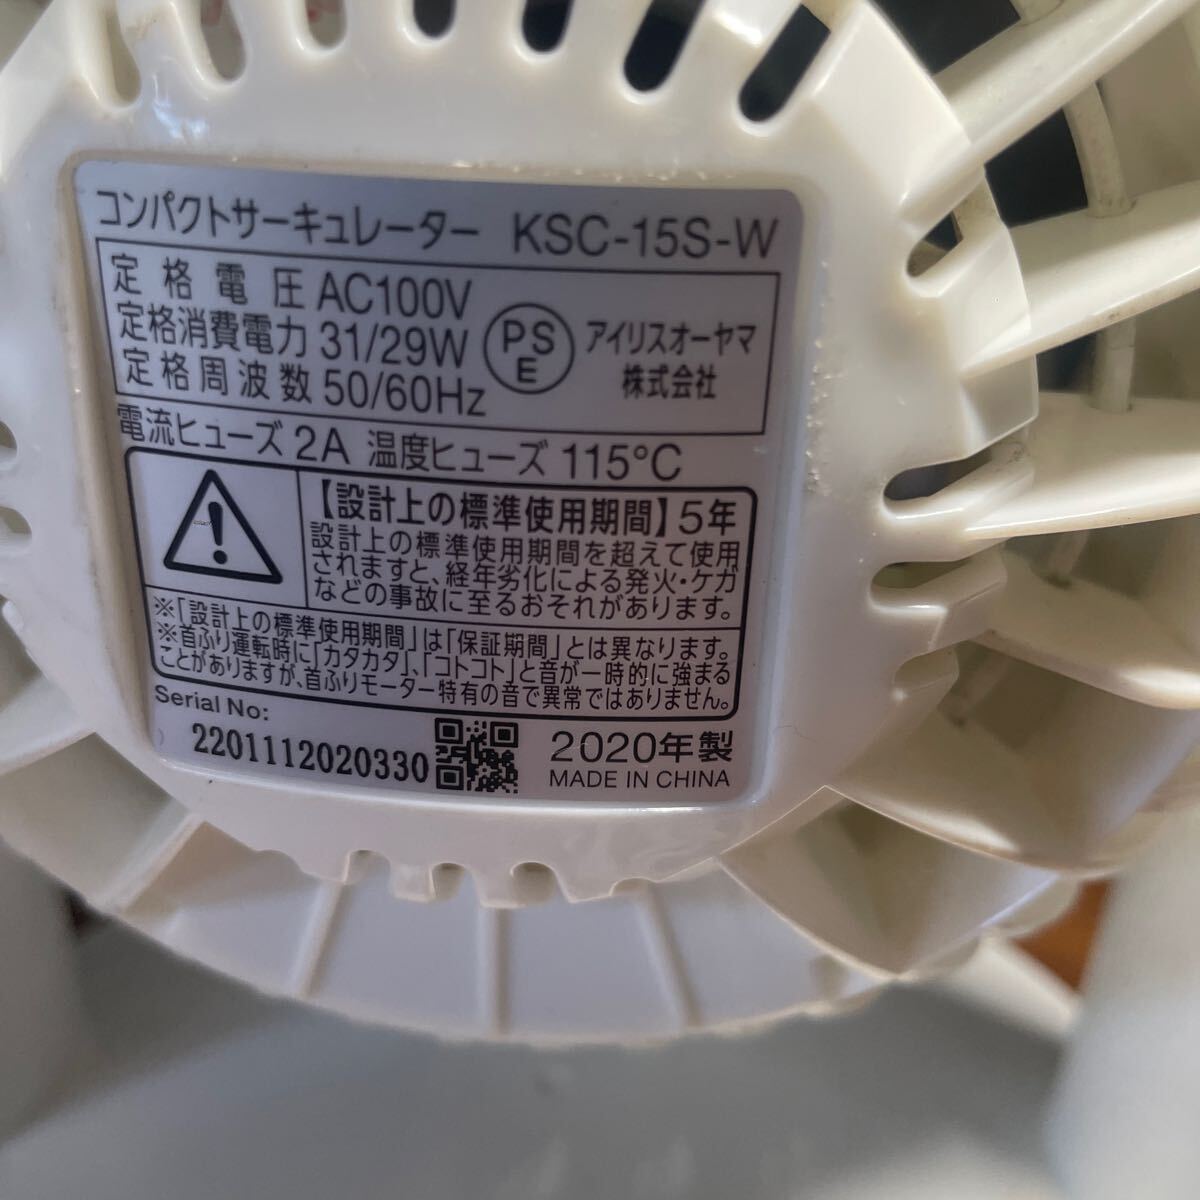 コンパクトサーキュレーター KSC-15S-W
定格電圧 AC100V
定格消費電力 31/29W
定格周波数 50/60Hz
PSE
アイリスオーヤマ
株式会社
電流ヒューズ 2A 温度ヒューズ 115°C
【設計上の標準使用期間】5年
設計上の標準使用期間を超えて使用
されますと、経年劣化による発火・ケガ
などの事故に至るおそれがあります。
※「設計上の標準使用期間」は「保証期間」とは異なります。
※首ふり運転時に「カタカタ」、「コトコト」と音が一時的に強まる
ことがありますが、首ふりモーター特有の音で異常ではありません。
Serial No:
2201112020330
2020年製
MADE IN CHINA